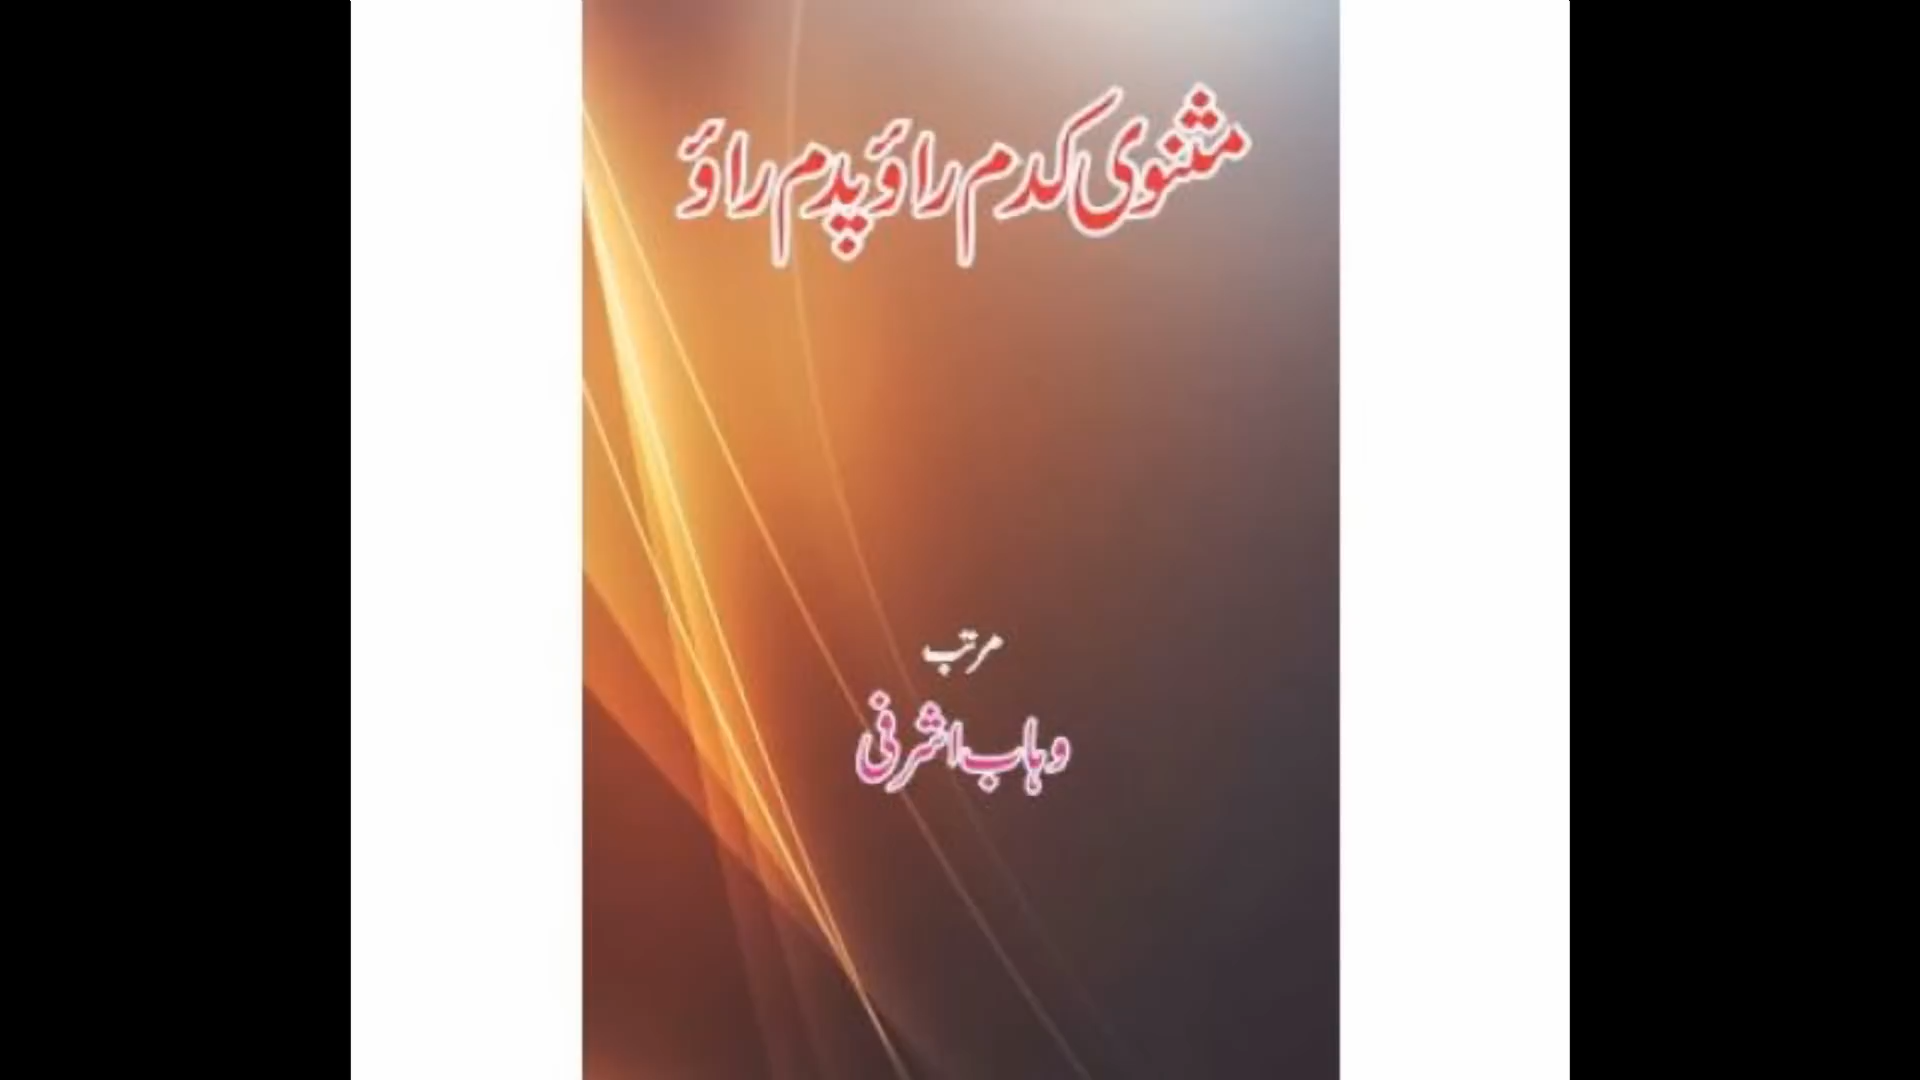 مثنوی کدم راؤ پدم راؤ
مرتب
وہاب اشرفی